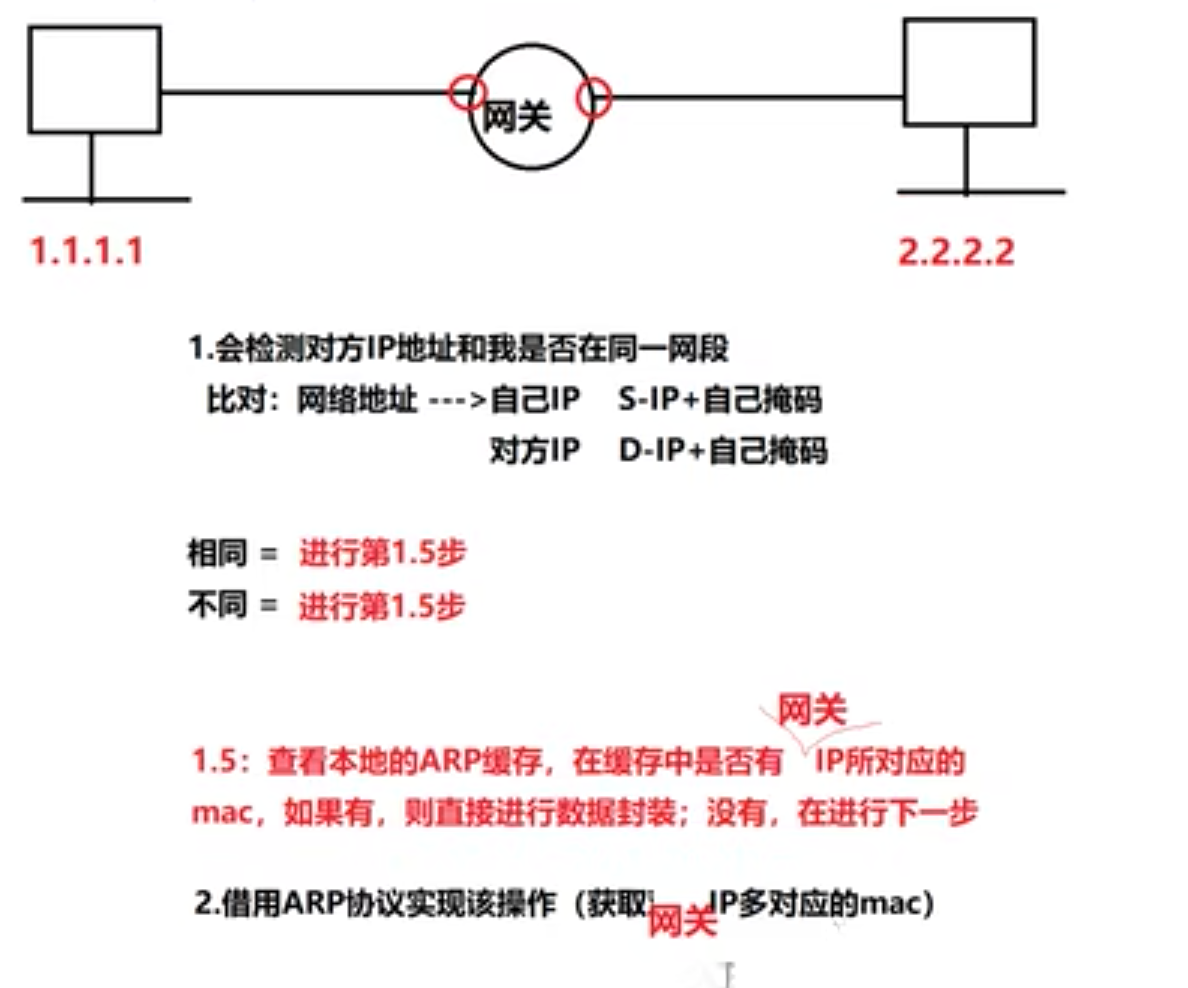 网关
1.1.1.1
2.2.2.2
1.会检测对方IP地址和我是否在同一网段
比对：网络地址 --->自己IP S-IP+自己掩码
对方IP D-IP+自己掩码
相同 = 进行第1.5步
不同 = 进行第1.5步
网关
1.5：查看本地的ARP缓存，在缓存中是否有 IP所对应的
mac，如果有，则直接进行数据封装；没有，在进行下一步
2.借用ARP协议实现该操作（获取 IP多对应的mac）
网关